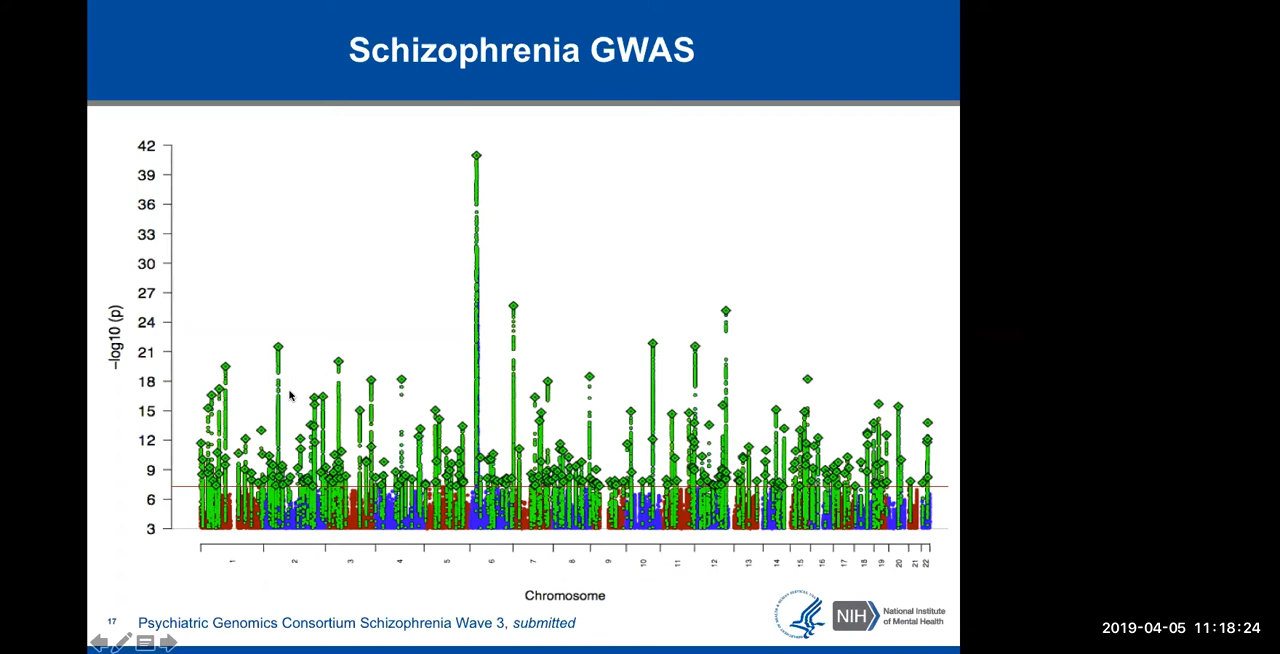 Schizophrenia GWAS
42
39
36
33
30
27
24
21
18
15
12
9
6
3
−log10 (p)
1 2 3 4 5 6 7 8 9 10 11 12 13 14 15 16 17 18 19 20 21 22
Chromosome
17 Psychiatric Genomics Consortium Schizophrenia Wave 3, submitted
NIH National Institute
of Mental Health
2019-04-05 11:18:24